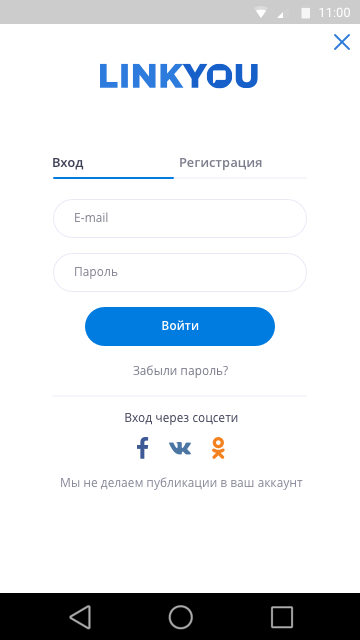 11:00
LINKYOU
Вход
Регистрация
E-mail
Пароль
Войти
Забыли пароль?
Вход через соцсети
Мы не делаем публикации в ваш аккаунт